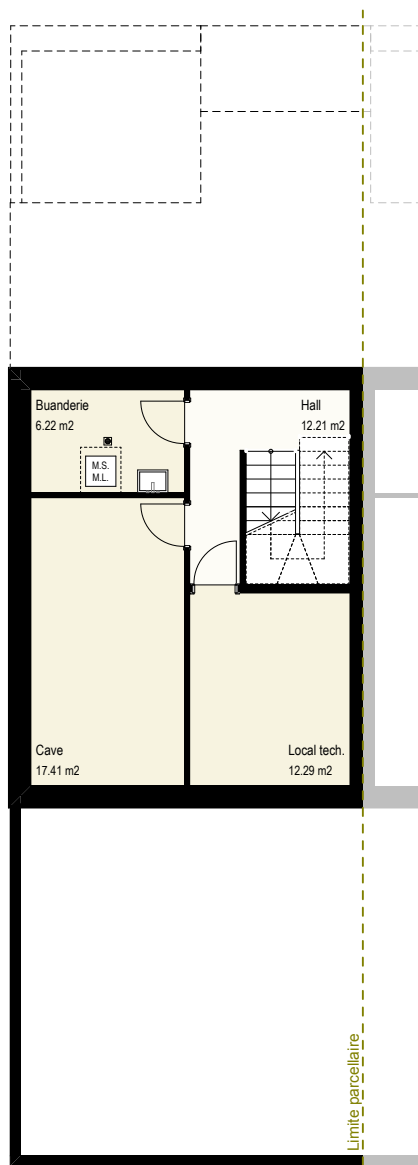 Buanderie
6.22 m2
Hall
12.21 m2
M.S.
M.L.
Cave
17.41 m2
Local tech.
12.29 m2
Limite parcellaire